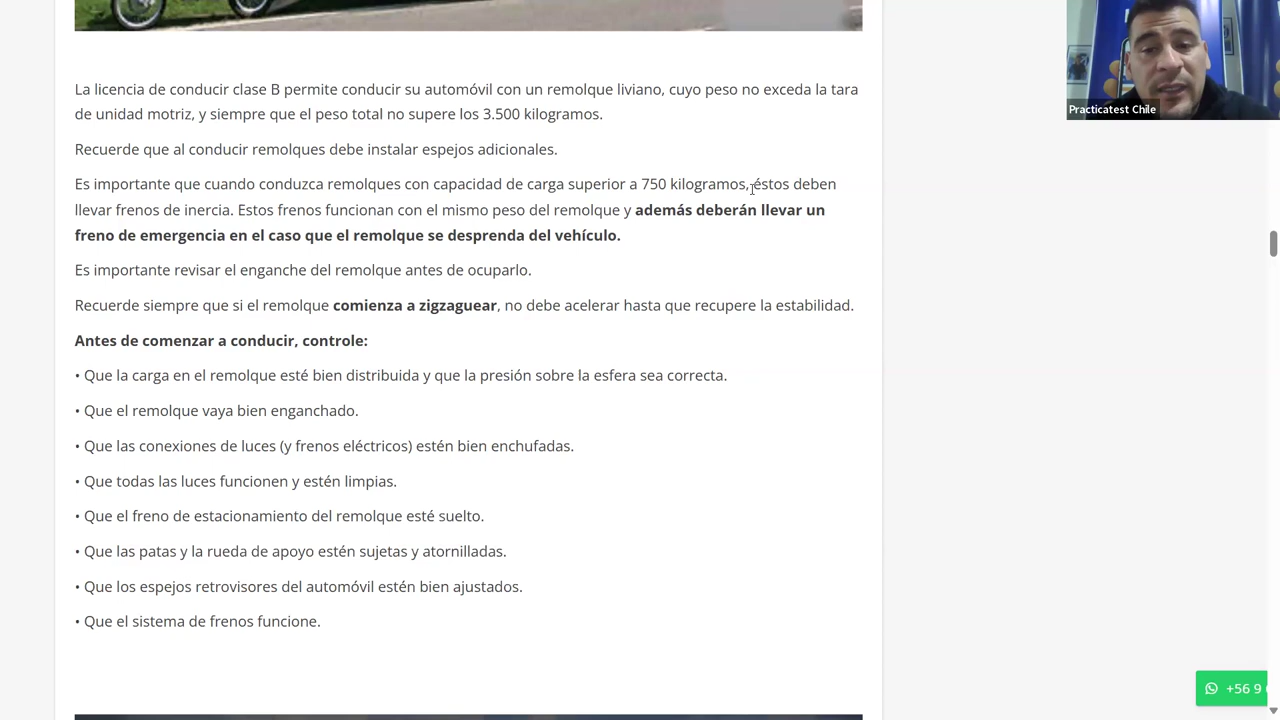 La licencia de conducir clase B permite conducir su automóvil con un remolque liviano, cuyo peso no exceda la tara
de unidad motriz, y siempre que el peso total no supere los 3.500 kilogramos.
Recuerde que al conducir remolques debe instalar espejos adicionales.
Es importante que cuando conduzca remolques con capacidad de carga superior a 750 kilogramos, éstos deben
llevar frenos de inercia. Estos frenos funcionan con el mismo peso del remolque y además deberán llevar un
freno de emergencia en el caso que el remolque se desprenda del vehículo.
Es importante revisar el enganche del remolque antes de ocuparlo.
Recuerde siempre que si el remolque comienza a zigzaguear, no debe acelerar hasta que recupere la estabilidad.
Antes de comenzar a conducir, controle:
• Que la carga en el remolque esté bien distribuida y que la presión sobre la esfera sea correcta.
• Que el remolque vaya bien enganchado.
• Que las conexiones de luces (y frenos eléctricos) estén bien enchufadas.
• Que todas las luces funcionen y estén limpias.
• Que el freno de estacionamiento del remolque esté suelto.
• Que las patas y la rueda de apoyo estén sujetas y atornilladas.
• Que los espejos retrovisores del automóvil estén bien ajustados.
• Que el sistema de frenos funcione.
Practicatest Chile
+56 9